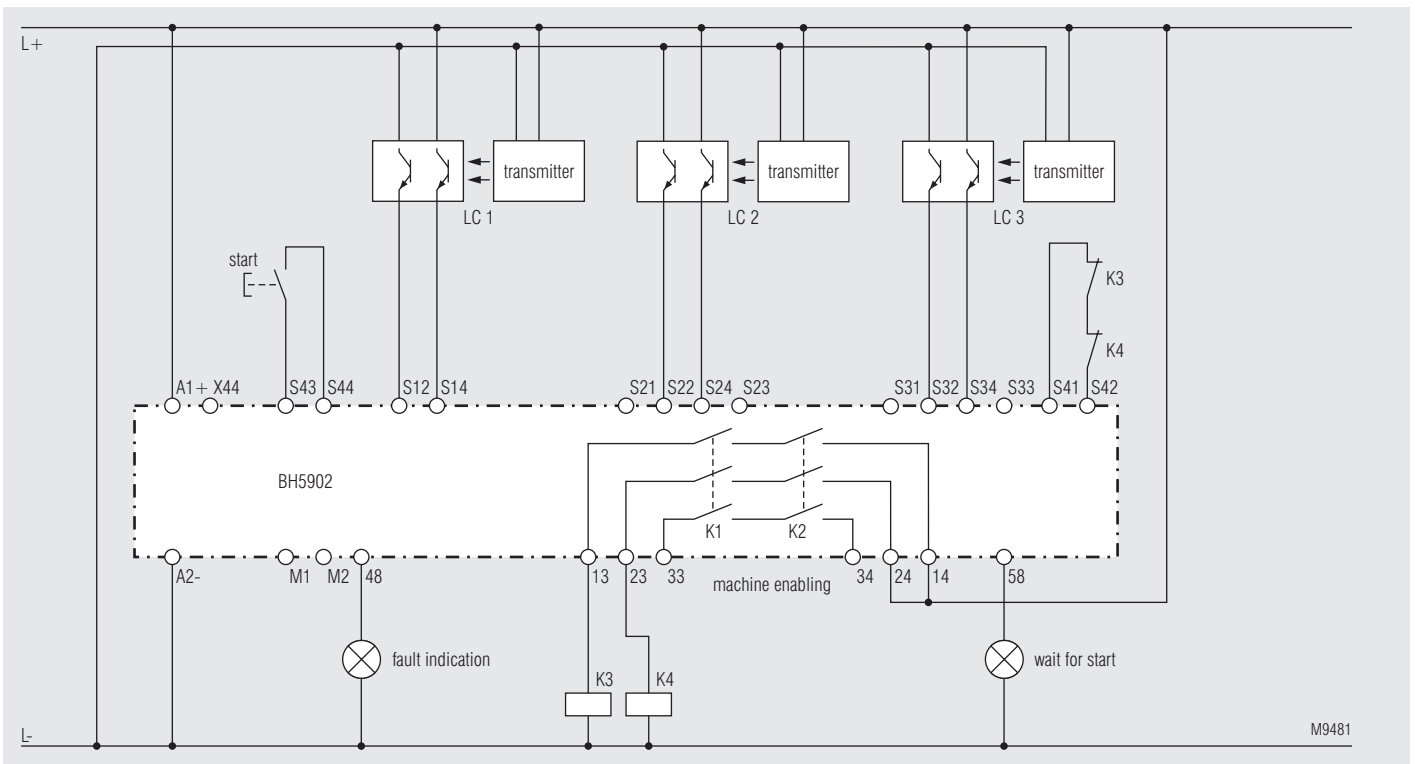 L+
transmitter
transmitter
transmitter
LC 1
LC 2
LC 3
start
K3
K4
A1+ X44 S43 S44 S12 S14 S21 S22 S24 S23 S31 S32 S34 S33 S41 S42
BH5902
K1 K2
A2- M1 M2 48 13 23 33 machine enabling 34 24 14 58
fault indication
wait for start
K3 K4
L-
M9481